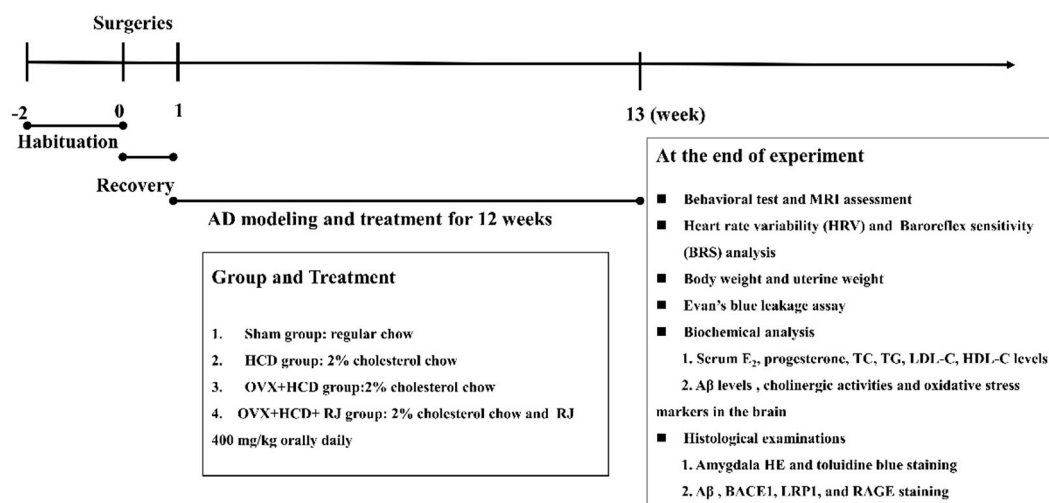 Surgeries
-2 0 1 13 (week)
Habituation
Recovery
AD modeling and treatment for 12 weeks
Group and Treatment
1. Sham group: regular chow
2. HCD group: 2% cholesterol chow
3. OVX+HCD group:2% cholesterol chow
4. OVX+HCD+ RJ group: 2% cholesterol chow and RJ
400 mg/kg orally daily
At the end of experiment
■ Behavioral test and MRI assessment
■ Heart rate variability (HRV) and Baroreflex sensitivity
(BRS) analysis
■ Body weight and uterine weight
■ Evan's blue leakage assay
■ Biochemical analysis
1. Serum E₂, progesterone, TC, TG, LDL-C, HDL-C levels
2. Aβ levels , cholinergic activities and oxidative stress
markers in the brain
■ Histological examinations
1. Amygdala HE and toluidine blue staining
2. Aβ , BACE1, LRP1, and RAGE staining